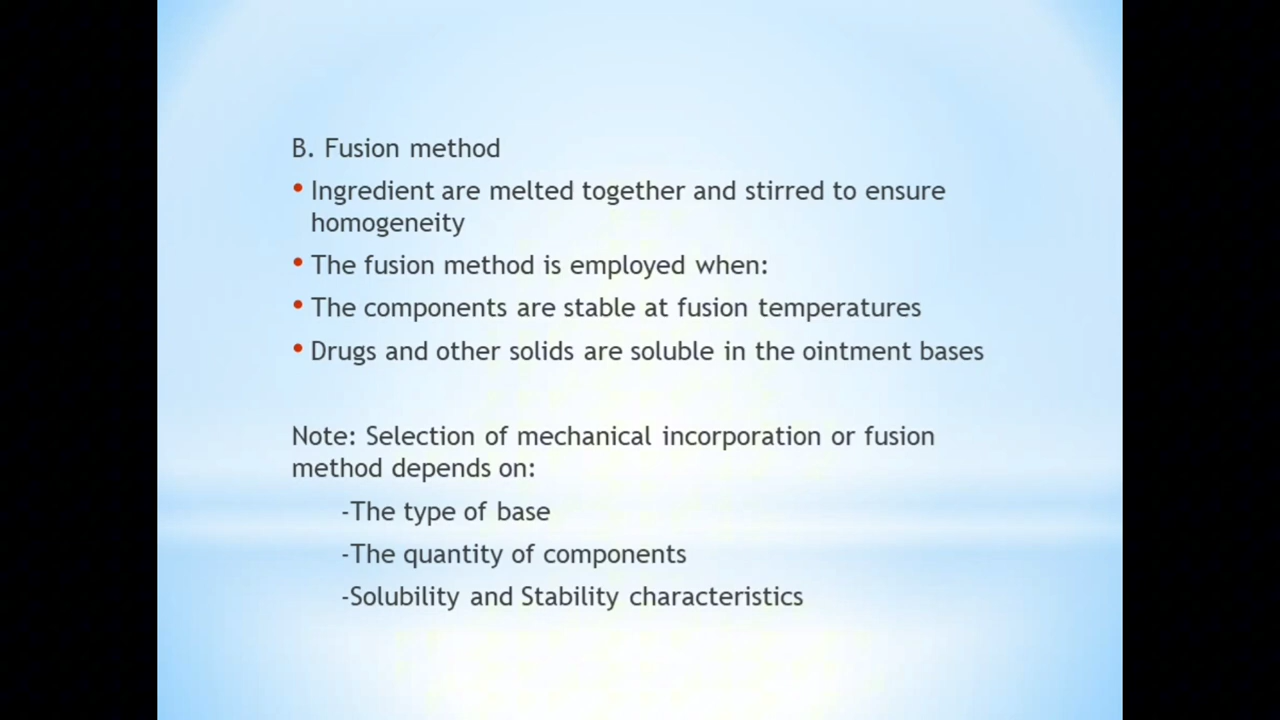 B. Fusion method
• Ingredient are melted together and stirred to ensure
homogeneity
• The fusion method is employed when:
• The components are stable at fusion temperatures
• Drugs and other solids are soluble in the ointment bases
Note: Selection of mechanical incorporation or fusion
method depends on:
-The type of base
-The quantity of components
-Solubility and Stability characteristics